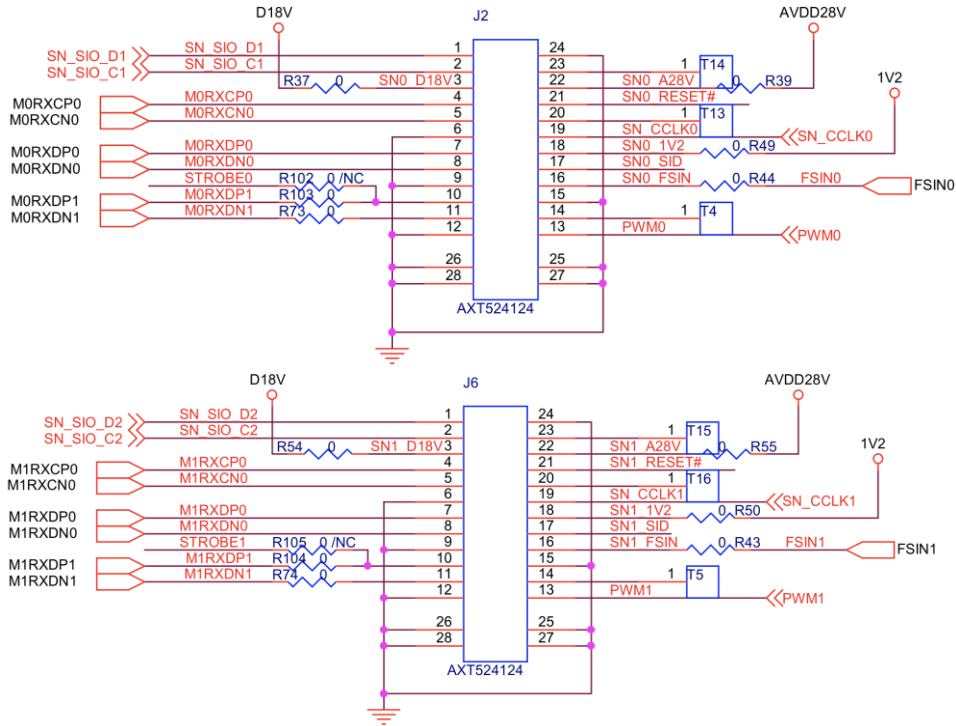 D18V J2 AVDD28V
SN_SIO_D1 SN_SIO_D1 1 24
SN_SIO_C1 SN_SIO_C1 2 23 1 T14 1V2
R37 0 SN0_D18V 3 22 SN0_A28V 0 R39
M0RXCP0 M0RXCP0 4 21 SN0_RESET#
M0RXCN0 M0RXCN0 5 20 1 T13
6 19 SN_CCLK0 SN_CCLK0
M0RXDP0 M0RXDP0 7 18 SN0_1V2 0 R49
M0RXDN0 M0RXDN0 8 17 SN0_SID
STROBE0 R102 0 /NC 9 16 SN0_FSIN 0 R44 FSIN0 FSIN0
M0RXDP1 M0RXDP1 R103 0 10 15
M0RXDN1 M0RXDN1 R73 0 11 14 1 T4
12 13 PWM0 PWM0
26 25
28 27
AXT524124
D18V J6 AVDD28V
SN_SIO_D2 SN_SIO_D2 1 24
SN_SIO_C2 SN_SIO_C2 2 23 1 T15 1V2
R54 0 SN1_D18V 3 22 SN1_A28V 0 R55
M1RXCP0 M1RXCP0 4 21 SN1_RESET#
M1RXCN0 M1RXCN0 5 20 1 T16
6 19 SN_CCLK1 SN_CCLK1
M1RXDP0 M1RXDP0 7 18 SN1_1V2 0 R50
M1RXDN0 M1RXDN0 8 17 SN1_SID
STROBE1 R105 0 /NC 9 16 SN1_FSIN 0 R43 FSIN1 FSIN1
M1RXDP1 M1RXDP1 R104 0 10 15
M1RXDN1 M1RXDN1 R74 0 11 14 1 T5
12 13 PWM1 PWM1
26 25
28 27
AXT524124